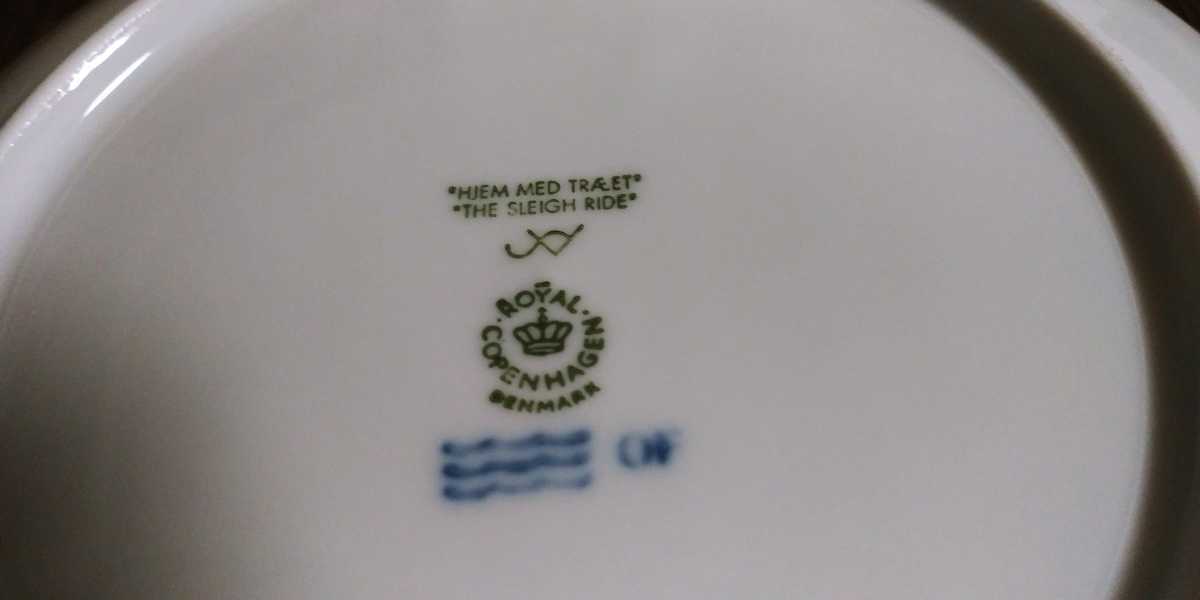 "HJEM MED TRÆET"
"THE SLEIGH RIDE"
ROYAL · COPENHAGEN ·
DENMARK